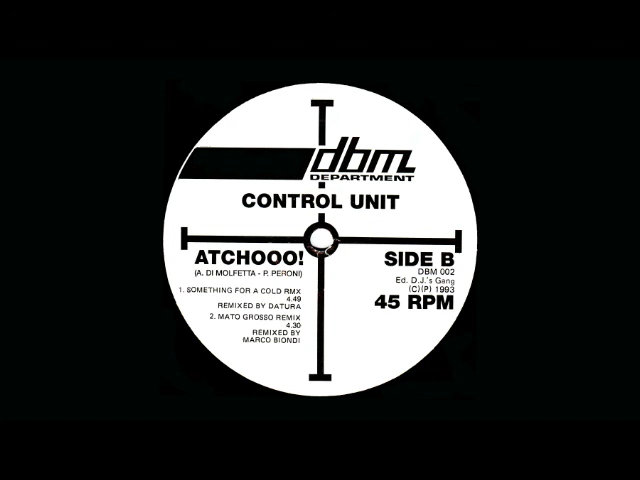 dbm
DEPARTMENT
CONTROL UNIT
ATCHOOO!
(A. DI MOLFETTA - P. PERONI)
1. SOMETHING FOR A COLD RMX
4.49
REMIXED BY DATURA
2. MATO GROSSO REMIX
4.30
REMIXED BY
MARCO BIONDI
SIDE B
DBM 002
Ed. D.J.'s Gang
(C)(P) 1993
45 RPM